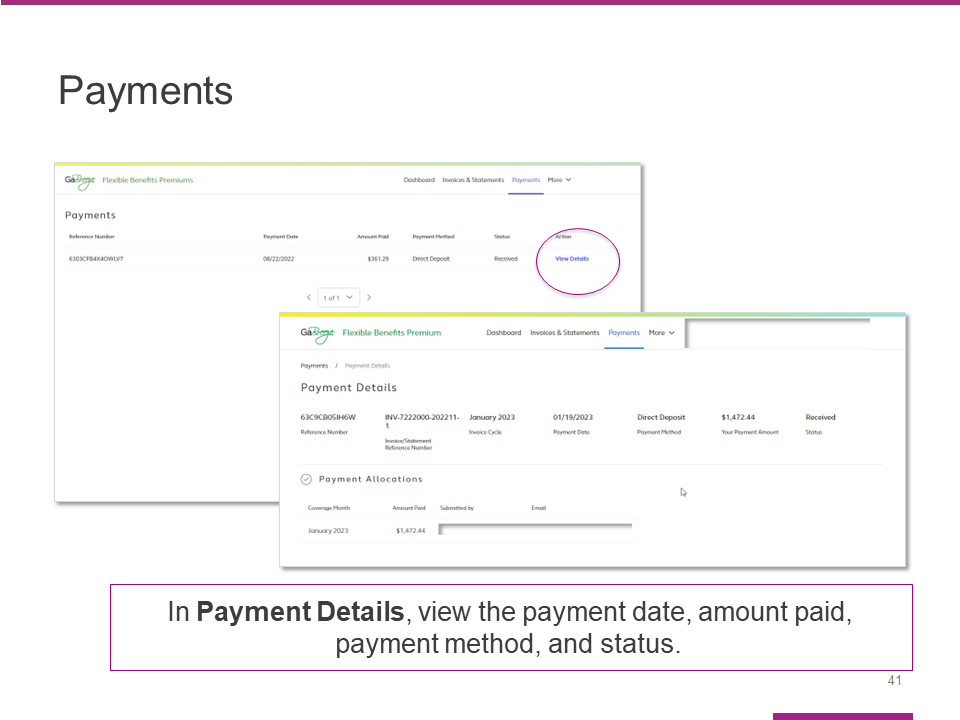 Payments
GaBreeze Flexible Benefits Premiums Dashboard Invoices & Statements Payments More
Payments
Reference Number Payment Date Amount Paid Payment Method Status Action
6303CFB4X4OWLV7 08/22/2022 $361.29 Direct Deposit Received View Details
1 of 1
GaBreeze Flexible Benefits Premium Dashboard Invoices & Statements Payments More
Payments / Payment Details
Payment Details
63C9CB05IH6W INV-7222000-202211- January 2023 01/19/2023 Direct Deposit $1,472.44 Received
1
Reference Number Invoice Cycle Payment Date Payment Method Your Payment Amount Status
Invoice/Statement
Reference Number
Payment Allocations
Coverage Month Amount Paid Submitted by Email
January 2023 $1,472.44
In Payment Details, view the payment date, amount paid,
payment method, and status.
41